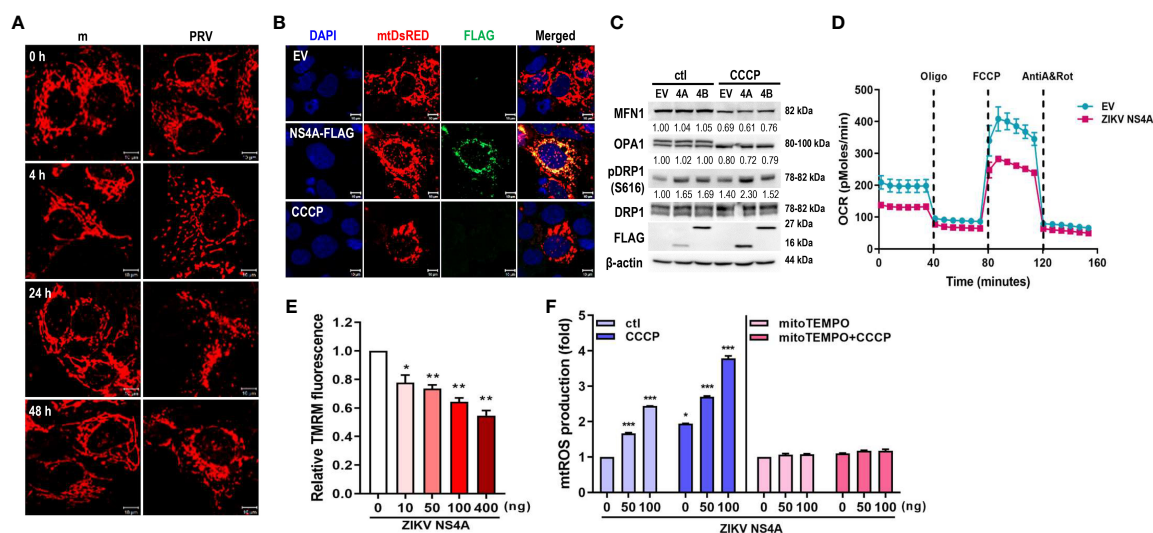 A
m PRV
0 h
4 h
24 h
48 h
10 μm
B
DAPI mtDsRED FLAG Merged
EV
NS4A-FLAG
CCCP
C
ctl CCCP
EV 4A 4B EV 4A 4B
MFN1 82 kDa
1.00 1.04 1.05 0.69 0.61 0.76
OPA1 80-100 kDa
1.00 1.02 1.00 0.80 0.72 0.79
pDRP1 (S616) 78-82 kDa
1.00 1.65 1.69 1.40 2.30 1.52
DRP1 78-82 kDa
27 kDa
FLAG
16 kDa
β-actin 44 kDa
D
Oligo FCCP AntiA&Rot
OCR (pMoles/min)
500
400
300
200
100
0
0 40 80 120 160
Time (minutes)
EV
ZIKV NS4A
E
Relative TMRM fluorescence
1.2
1.0
0.8
0.6
0.4
0.2
0.0
* ** ** **
0 10 50 100 400 (ng)
ZIKV NS4A
F
mtROS production (fold)
5
4
3
2
1
0
ctl
CCCP
mitoTEMPO
mitoTEMPO+CCCP
*** *** * *** ***
0 50 100 0 50 100 0 50 100 0 50 100 (ng)
ZIKV NS4A